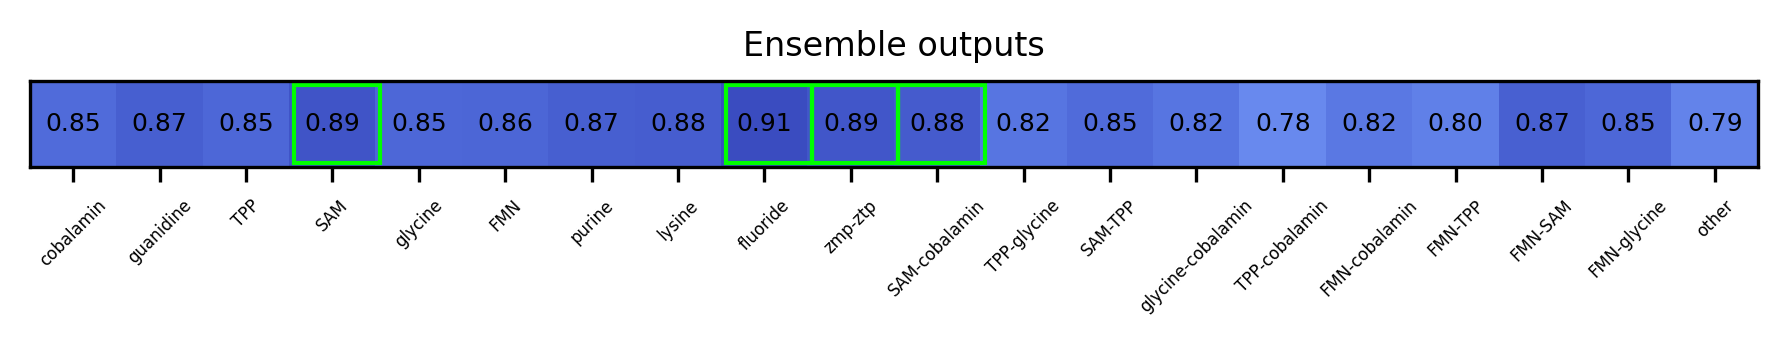 Ensemble outputs
0.85 0.87 0.85 0.89 0.85 0.86 0.87 0.88 0.91 0.89 0.88 0.82 0.85 0.82 0.78 0.82 0.80 0.87 0.85 0.79
cobalamin guanidine TPP SAM glycine FMN purine lysine fluoride zmp-ztp SAM-cobalamin TPP-glycine SAM-TPP glycine-cobalamin TPP-cobalamin FMN-cobalamin FMN-TPP FMN-SAM FMN-glycine other